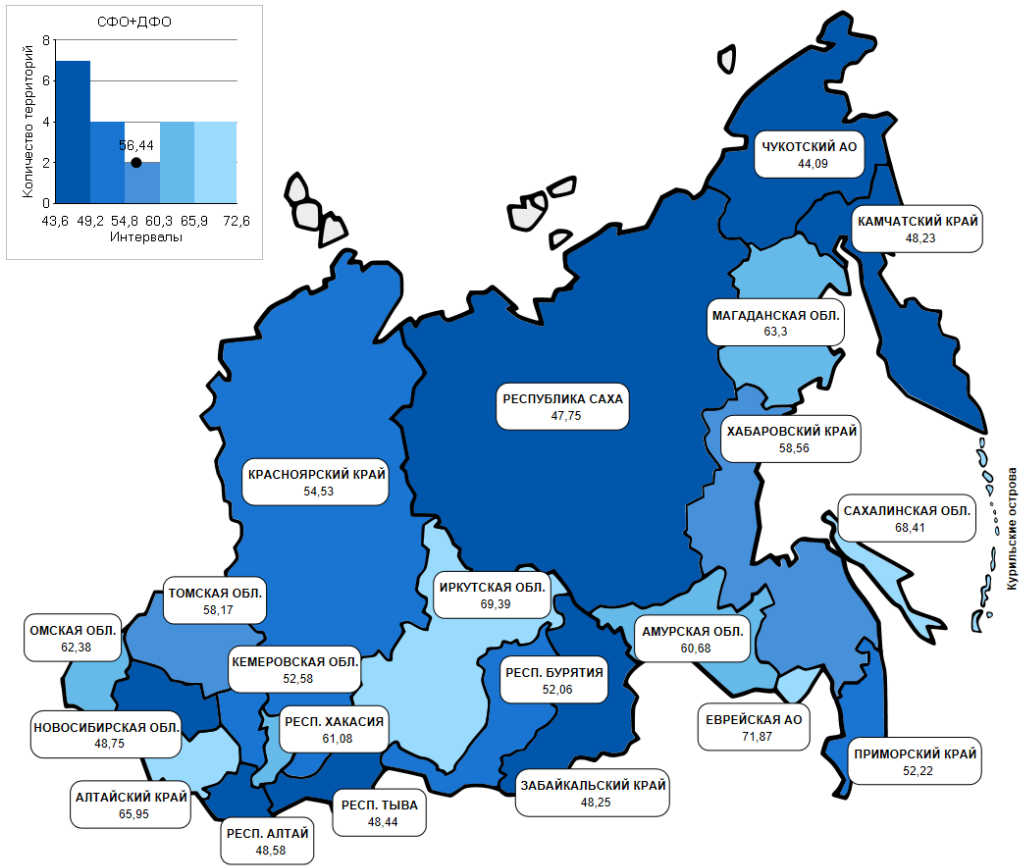 СФО+ДФО
Количество территорий
8
6
4
2
0
56,44
43,6 49,2 54,8 60,3 65,9 72,6
Интервалы
ЧУКОТСКИЙ АО
44,09
КАМЧАТСКИЙ КРАЙ
48,23
МАГАДАНСКАЯ ОБЛ.
63,3
РЕСПУБЛИКА САХА
47,75
ХАБАРОВСКИЙ КРАЙ
58,56
КРАСНОЯРСКИЙ КРАЙ
54,53
САХАЛИНСКАЯ ОБЛ.
68,41
Курильские острова
ТОМСКАЯ ОБЛ.
58,17
ИРКУТСКАЯ ОБЛ.
69,39
ОМСКАЯ ОБЛ.
62,38
АМУРСКАЯ ОБЛ.
60,68
КЕМЕРОВСКАЯ ОБЛ.
52,58
РЕСП. БУРЯТИЯ
52,06
НОВОСИБИРСКАЯ ОБЛ.
48,75
РЕСП. ХАКАСИЯ
61,08
ЕВРЕЙСКАЯ АО
71,87
ПРИМОРСКИЙ КРАЙ
52,22
АЛТАЙСКИЙ КРАЙ
65,95
РЕСП. ТЫВА
48,44
ЗАБАЙКАЛЬСКИЙ КРАЙ
48,25
РЕСП. АЛТАЙ
48,58